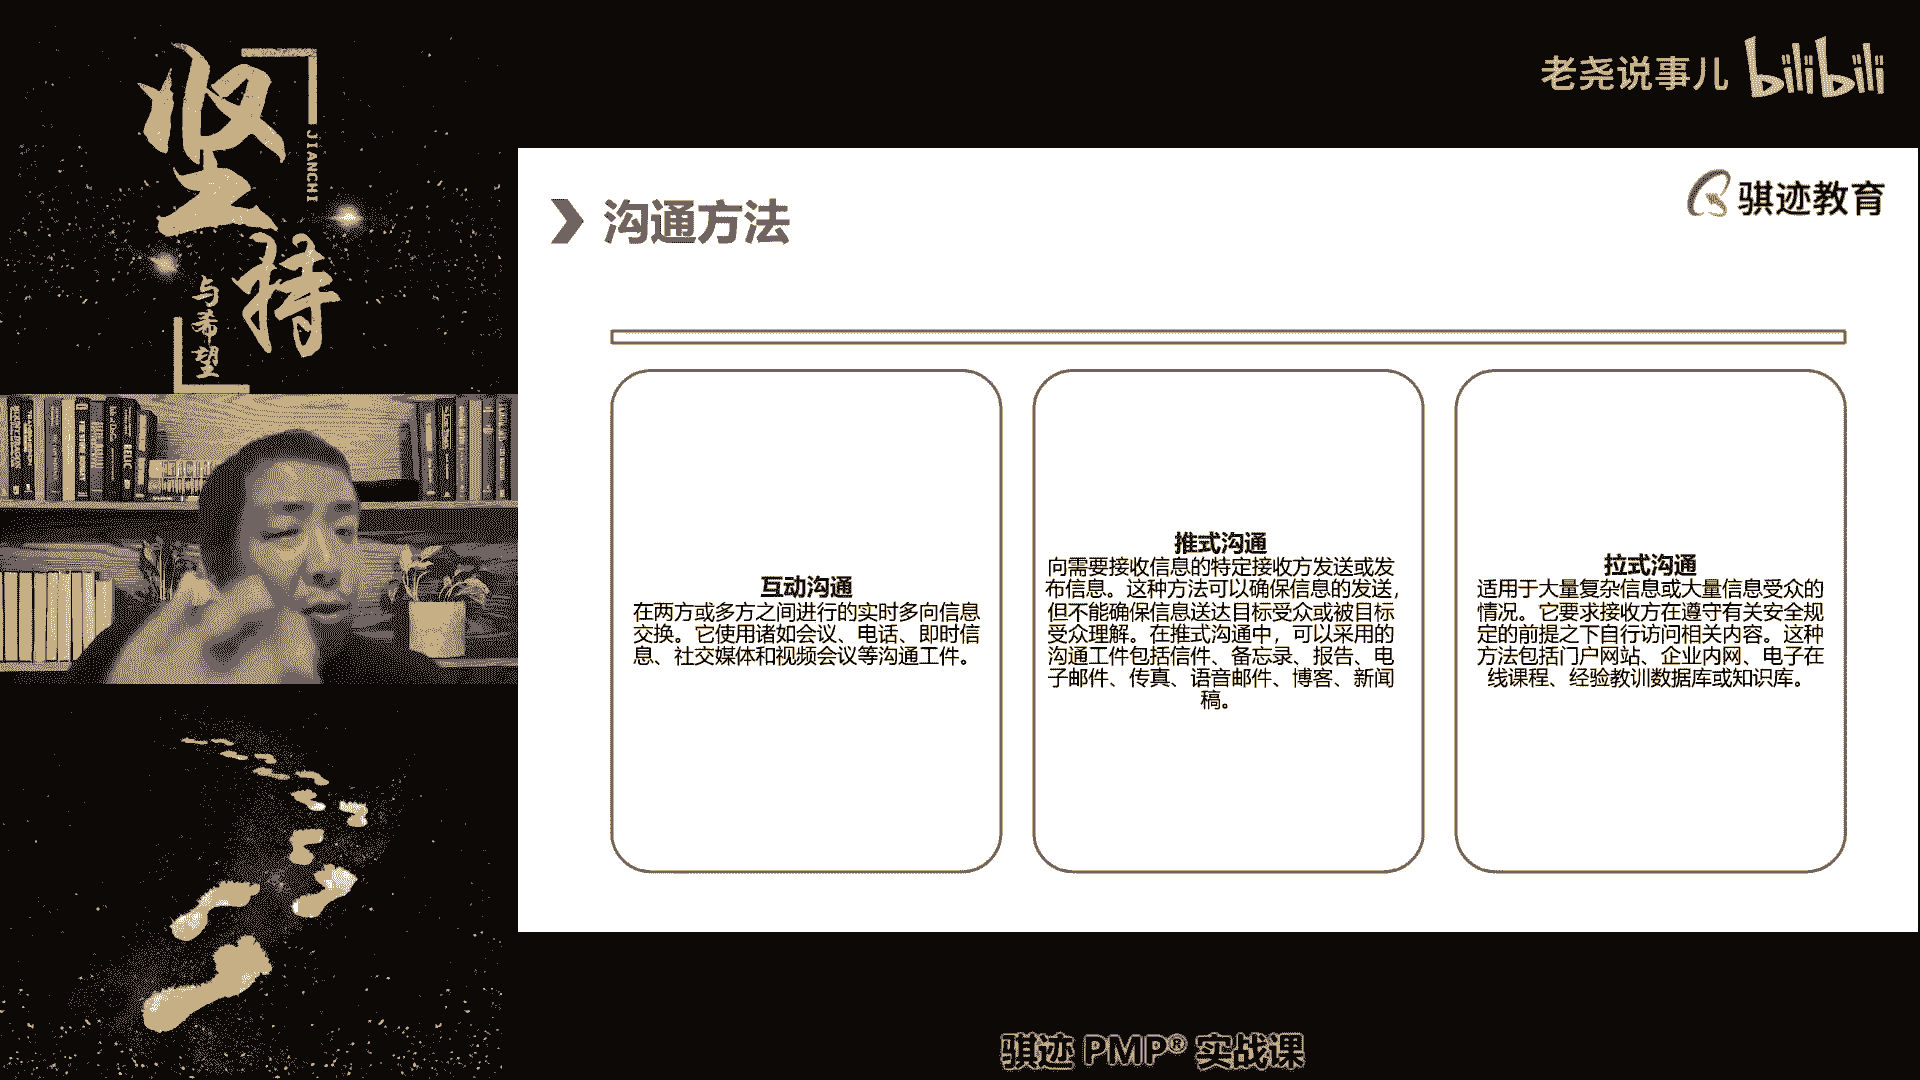 坚持
JIANCHI
与希望
老尧说事儿 bilibili
骐迹教育
沟通方法
互动沟通
在两方或多方之间进行的实时多向信息
交换。它使用诸如会议、电话、即时信
息、社交媒体和视频会议等沟通工件。
推式沟通
向需要接收信息的特定接收方发送或发
布信息。这种方法可以确保信息的发送，
但不能确保信息送达目标受众或被目标
受众理解。在推式沟通中，可以采用的
沟通工件包括信件、备忘录、报告、电
子邮件、传真、语音邮件、博客、新闻
稿。
拉式沟通
适用于大量复杂信息或大量信息受众的
情况。它要求接收方在遵守有关安全规
定的前提之下自行访问相关内容。这种
方法包括门户网站、企业内网、电子在
线课程、经验教训数据库或知识库。
骐迹 PMP® 实战课